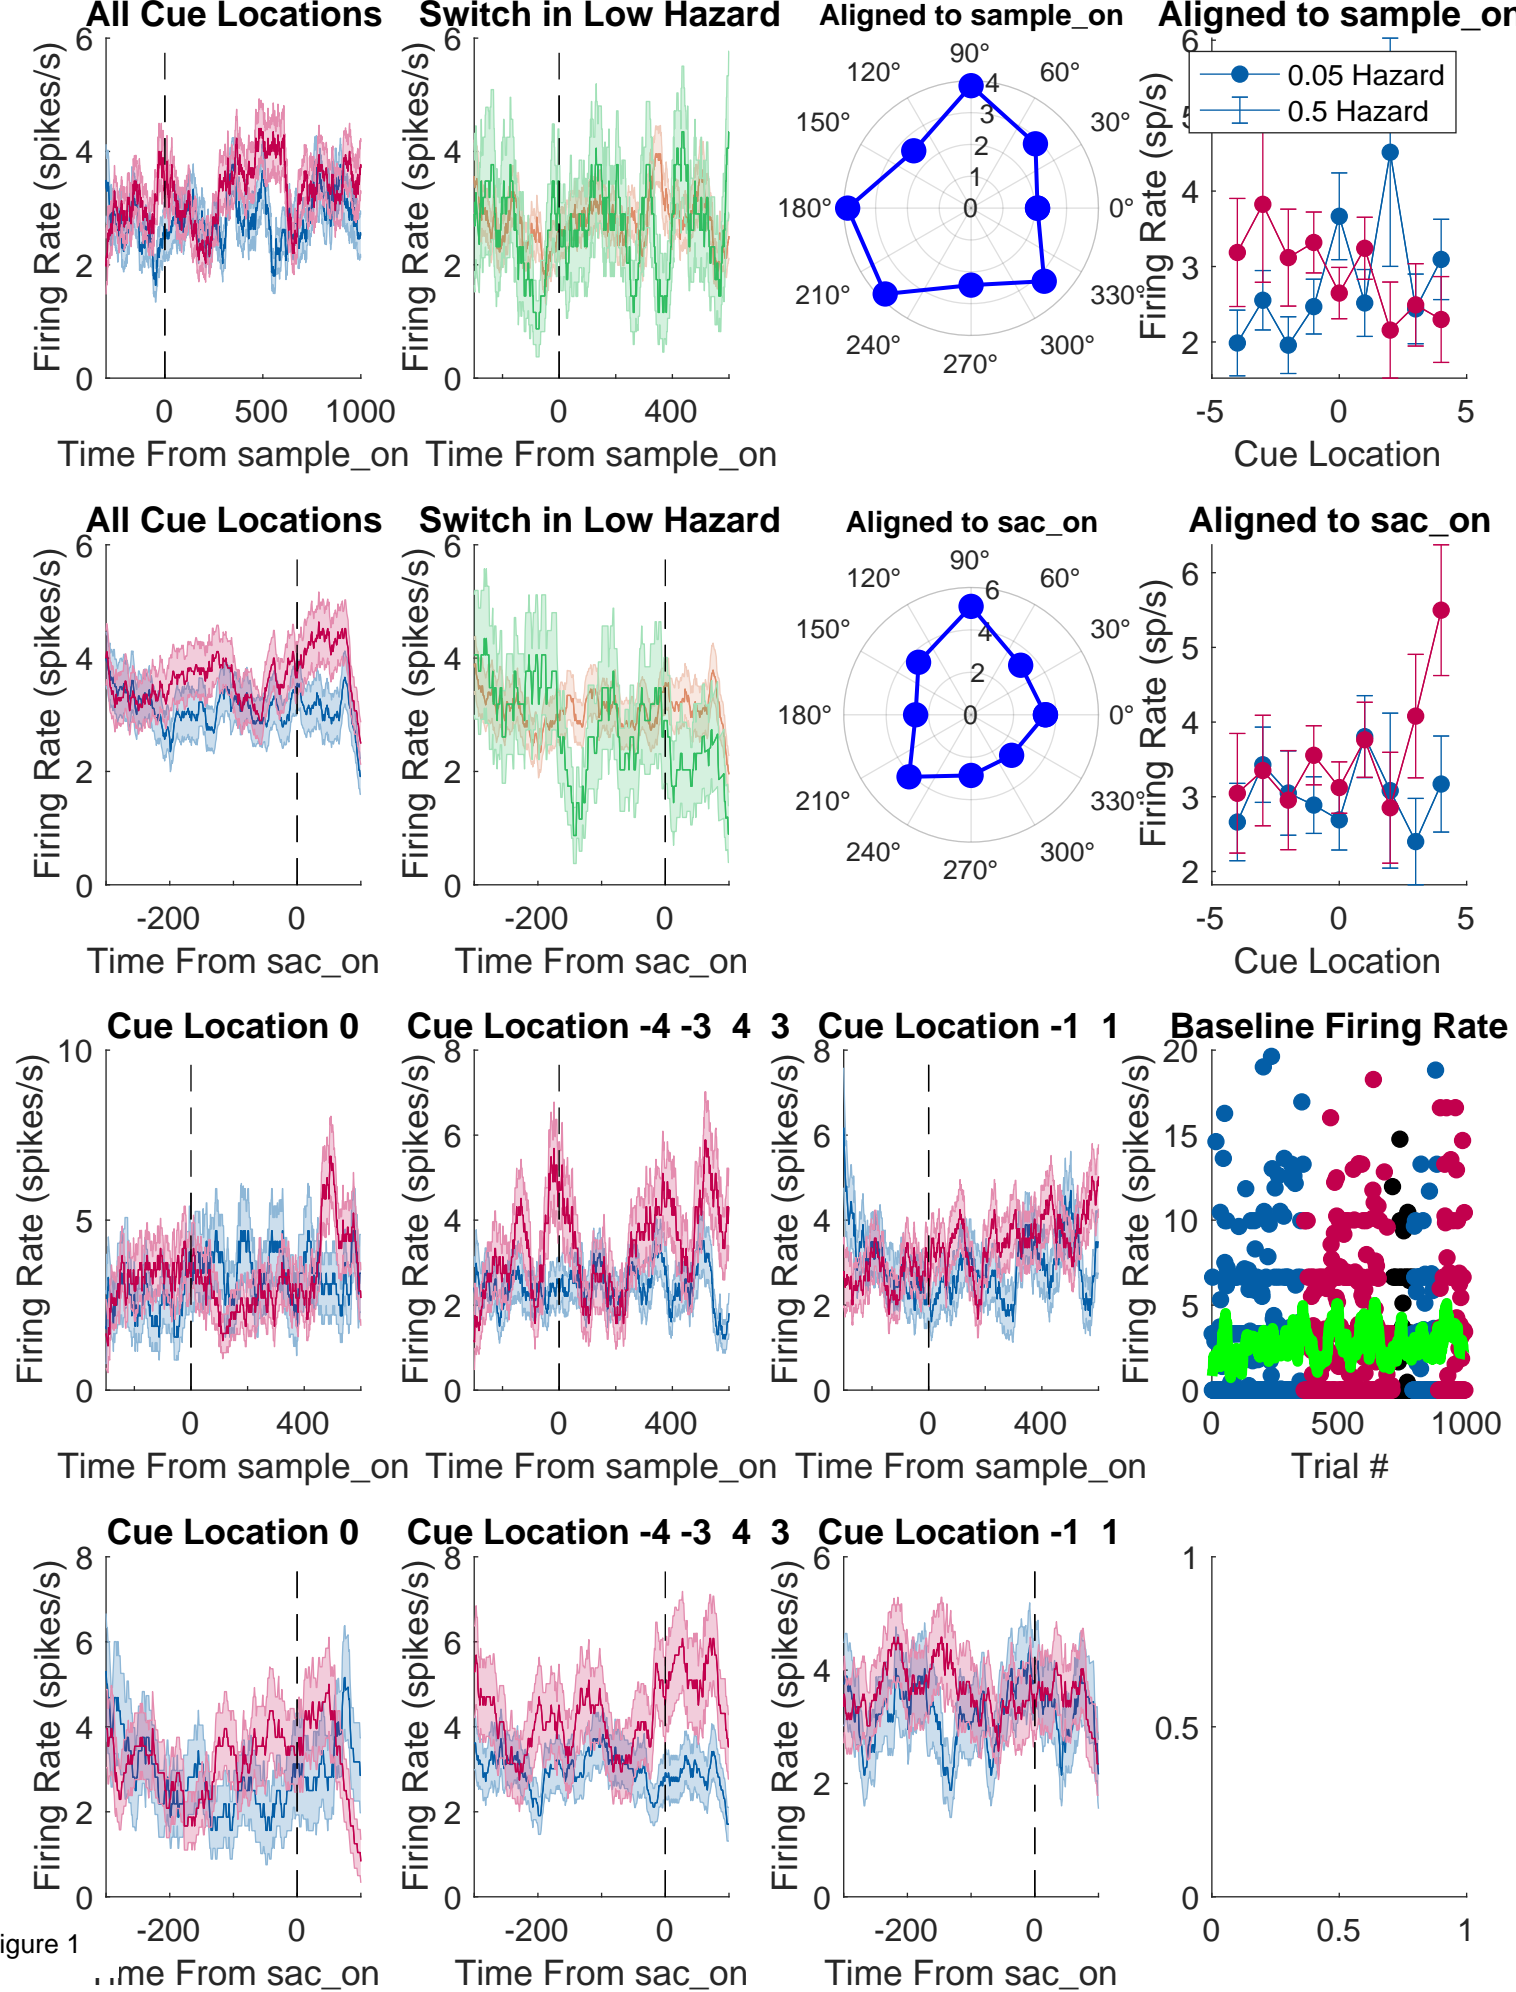 All Cue Locations
Firing Rate (spikes/s)
6
4
2
0
0 500 1000
Time From sample_on
Switch in Low Hazard
Firing Rate (spikes/s)
6
4
2
0
0 400
Time From sample_on
Aligned to sample_on
90°
120° 60°
150° 30°
180° 0°
210° 330°
240° 300°
270°
4
3
2
1
0
Aligned to sample_on
0.05 Hazard
0.5 Hazard
Firing Rate (sp/s)
6
5
4
3
2
-5 0 5
Cue Location
All Cue Locations
Firing Rate (spikes/s)
6
4
2
0
-200 0
Time From sac_on
Switch in Low Hazard
Firing Rate (spikes/s)
6
4
2
0
-200 0
Time From sac_on
Aligned to sac_on
90°
120° 60°
150° 30°
180° 0°
210° 330°
240° 300°
270°
6
4
2
0
Aligned to sac_on
Firing Rate (sp/s)
6
5
4
3
2
-5 0 5
Cue Location
Cue Location 0
Firing Rate (spikes/s)
10
5
0
0 400
Time From sample_on
Cue Location -4 -3 4 3
Firing Rate (spikes/s)
8
6
4
2
0
0 400
Time From sample_on
Cue Location -1 1
Firing Rate (spikes/s)
8
6
4
2
0
0 400
Time From sample_on
Baseline Firing Rate
Firing Rate (spikes/s)
20
15
10
5
0
0 500 1000
Trial #
Cue Location 0
Firing Rate (spikes/s)
8
6
4
2
0
-200 0
Time From sac_on
Cue Location -4 -3 4 3
Firing Rate (spikes/s)
8
6
4
2
0
-200 0
Time From sac_on
Cue Location -1 1
Firing Rate (spikes/s)
6
4
2
0
-200 0
Time From sac_on
1
0.5
0
0 0.5 1
igure 1